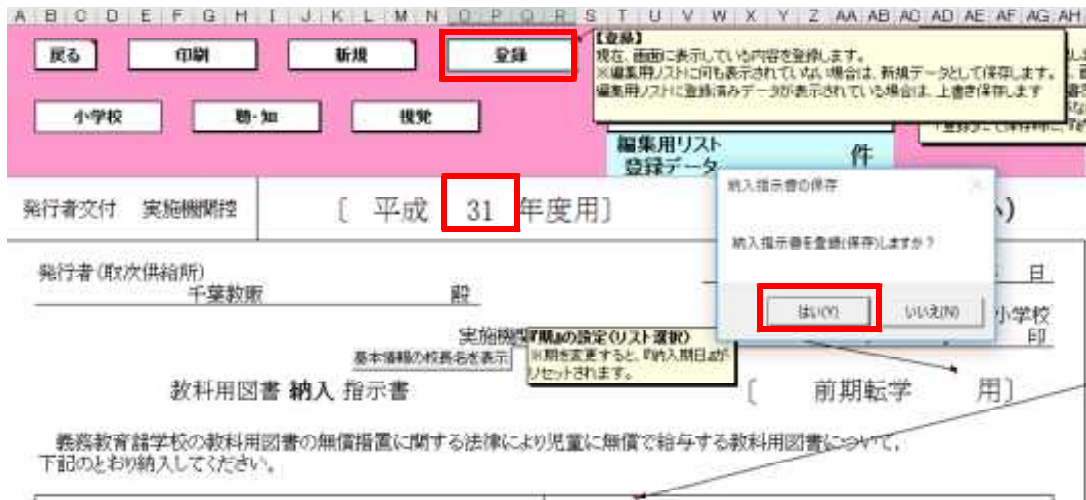 A B C D E F G H I J K L M N O P Q R S T U V W X Y Z AA AB AC AD AE AF AG AH
戻る 印刷 新規 登録
【登録】
現在、画面に表示している内容を登録します。
※編集用リストに何も表示されていない場合は、新規データとして保存します。
編集用リストに登録済みデータが表示されている場合は、上書き保存します
小学校 聴・知 視覚
編集用リスト
登録データ 件
納入指示書の保存
発行者交付 実施機関控 〔 平成 31 年度用〕
納入指示書を登録(保存)しますか？
はい(Y) いいえ(N)
発行者(取次供給所) 日
千葉教販 殿
小学校
実施機関
印
基本情報の校長名を表示
『期』の設定(リスト選択)
※期を変更すると、『納入期日』が
リセットされます。
教科用図書 納入 指示書 〔 前期転学 用〕
義務教育諸学校の教科用図書の無償措置に関する法律により児童に無償で給与する教科用図書について、
下記のとおり納入してください。